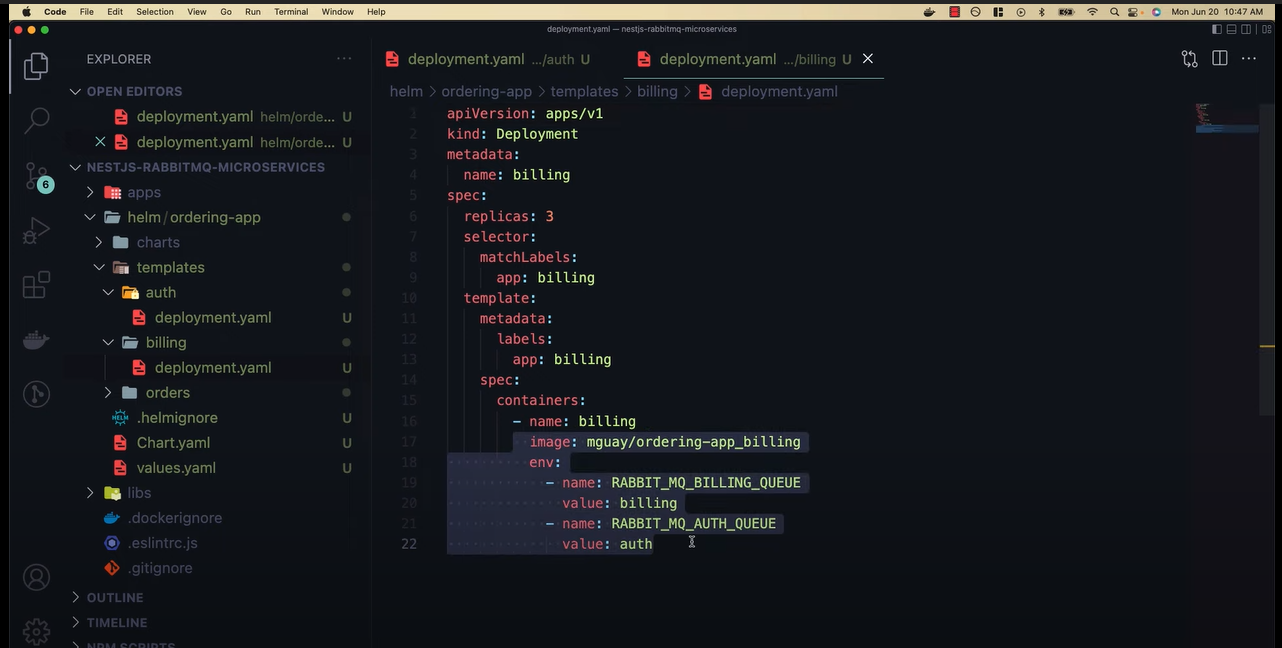 Code File Edit Selection View Go Run Terminal Window Help Mon Jun 20 10:47 AM
deployment.yaml — nestjs-rabbitmq-microservices
EXPLORER
OPEN EDITORS
deployment.yaml helm/orde... U
deployment.yaml helm/orde... U
NESTJS-RABBITMQ-MICROSERVICES
6
apps
helm/ordering-app
charts
templates
auth
deployment.yaml U
billing
deployment.yaml U
orders
HELM .helmignore U
Chart.yaml U
values.yaml U
libs
.dockerignore
.eslintrc.js
.gitignore
OUTLINE
TIMELINE
NPM SCRIPTS
deployment.yaml .../auth U deployment.yaml .../billing U
helm > ordering-app > templates > billing > deployment.yaml
1 apiVersion: apps/v1
2 kind: Deployment
3 metadata:
4 name: billing
5 spec:
6 replicas: 3
7 selector:
8 matchLabels:
9 app: billing
10 template:
11 metadata:
12 labels:
13 app: billing
14 spec:
15 containers:
16 - name: billing
17 image: mguay/ordering-app_billing
18 env:
19 - name: RABBIT_MQ_BILLING_QUEUE
20 value: billing
21 - name: RABBIT_MQ_AUTH_QUEUE
22 value: auth